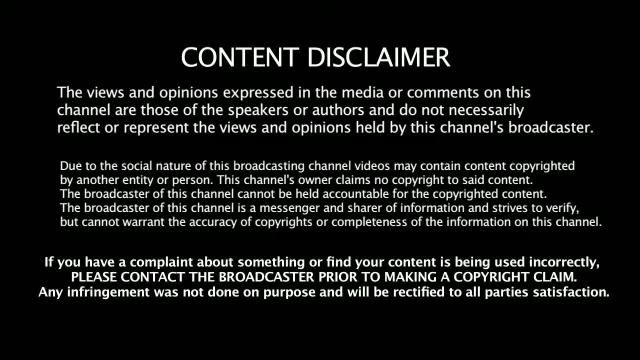 CONTENT DISCLAIMER
The views and opinions expressed in the media or comments on this
channel are those of the speakers or authors and do not necessarily
reflect or represent the views and opinions held by this channel's broadcaster.
Due to the social nature of this broadcasting channel videos may contain content copyrighted
by another entity or person. This channel's owner claims no copyright to said content.
The broadcaster of this channel cannot be held accountable for the copyrighted content.
The broadcaster of this channel is a messenger and sharer of information and strives to verify,
but cannot warrant the accuracy of copyrights or completeness of the information on this channel.
If you have a complaint about something or find your content is being used incorrectly,
PLEASE CONTACT THE BROADCASTER PRIOR TO MAKING A COPYRIGHT CLAIM.
Any infringement was not done on purpose and will be rectified to all parties satisfaction.